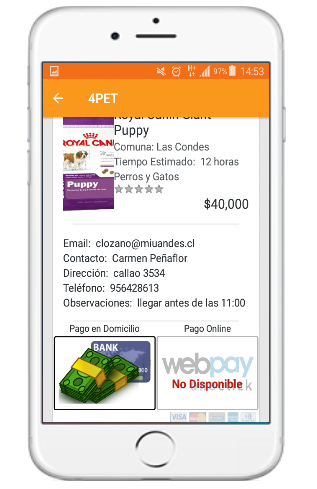 97% 14:53
4PET
Royal Canin Giant
Puppy
ROYAL CANI
Puppy
Comuna: Las Condes
Tiempo Estimado: 12 horas
Perros y Gatos
$40,000
Email: clozano@miuandes.cl
Contacto: Carmen Peñaflor
Dirección: callao 3534
Teléfono: 956428613
Observaciones: llegar antes de las 11:00
Pago en Domicilio
Pago Online
BANK
webpay
No Disponible
VISA